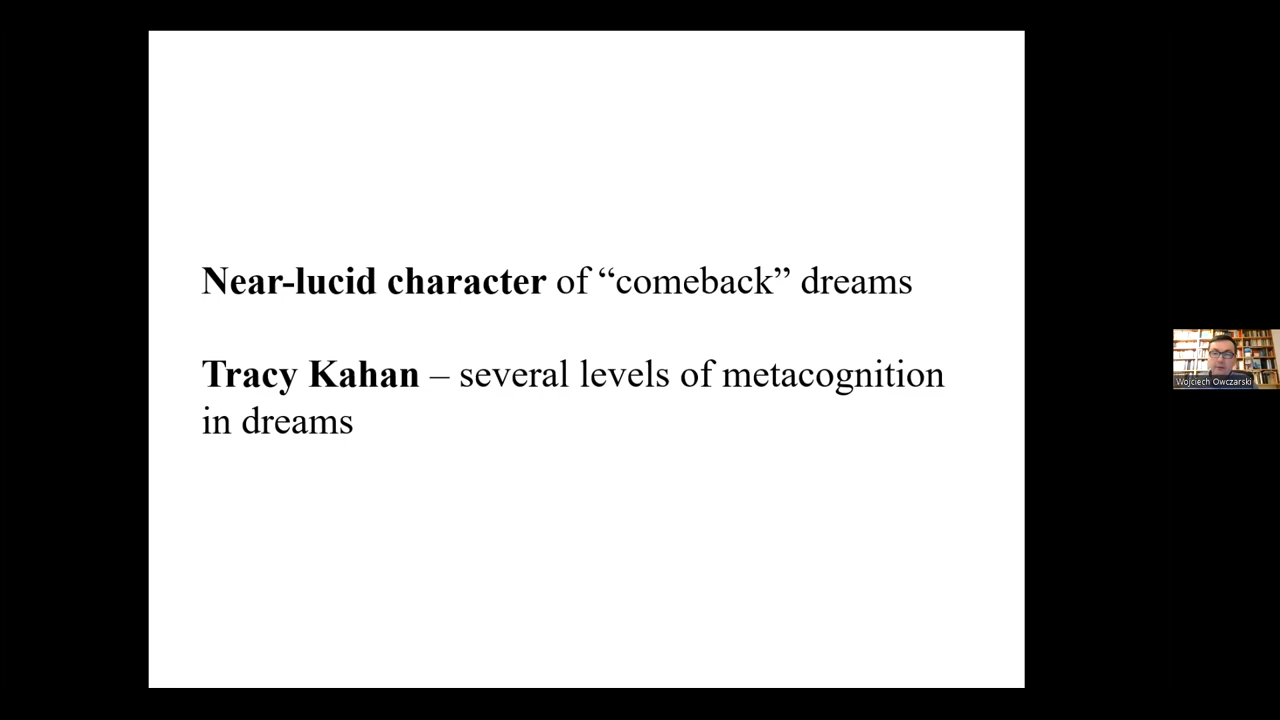 Near-lucid character of “comeback” dreams
Tracy Kahan – several levels of metacognition
in dreams
Wojciech Owczarski